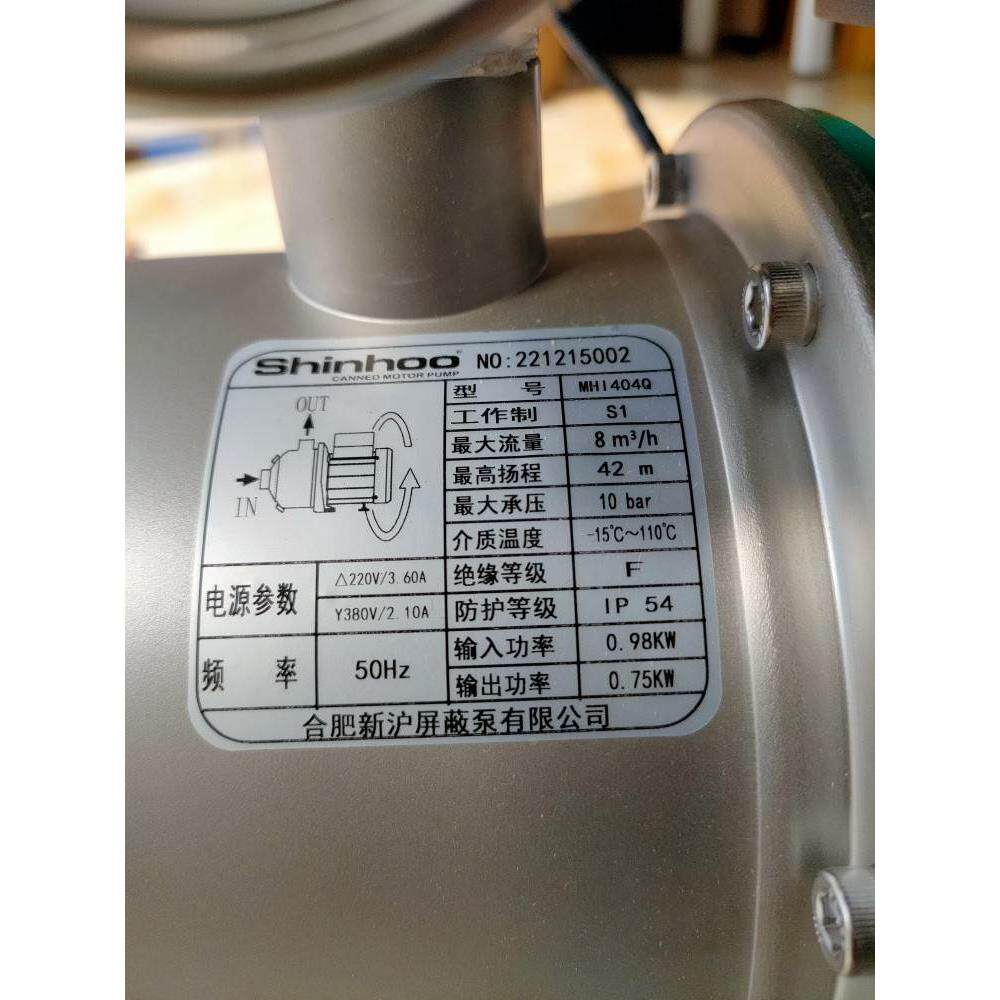 Shinhoo® NO:221215002
CANNED MOTOR PUMP
型 号 MHI404Q
OUT
工作制 S1
最大流量 8 m³/h
最高扬程 42 m
IN
最大承压 10 bar
介质温度 -15℃~110℃
电源参数
△220V/3.60A
绝缘等级 F
Y380V/2.10A
防护等级 IP 54
频 率 50Hz
输入功率 0.98KW
输出功率 0.75KW
合肥新沪屏蔽泵有限公司